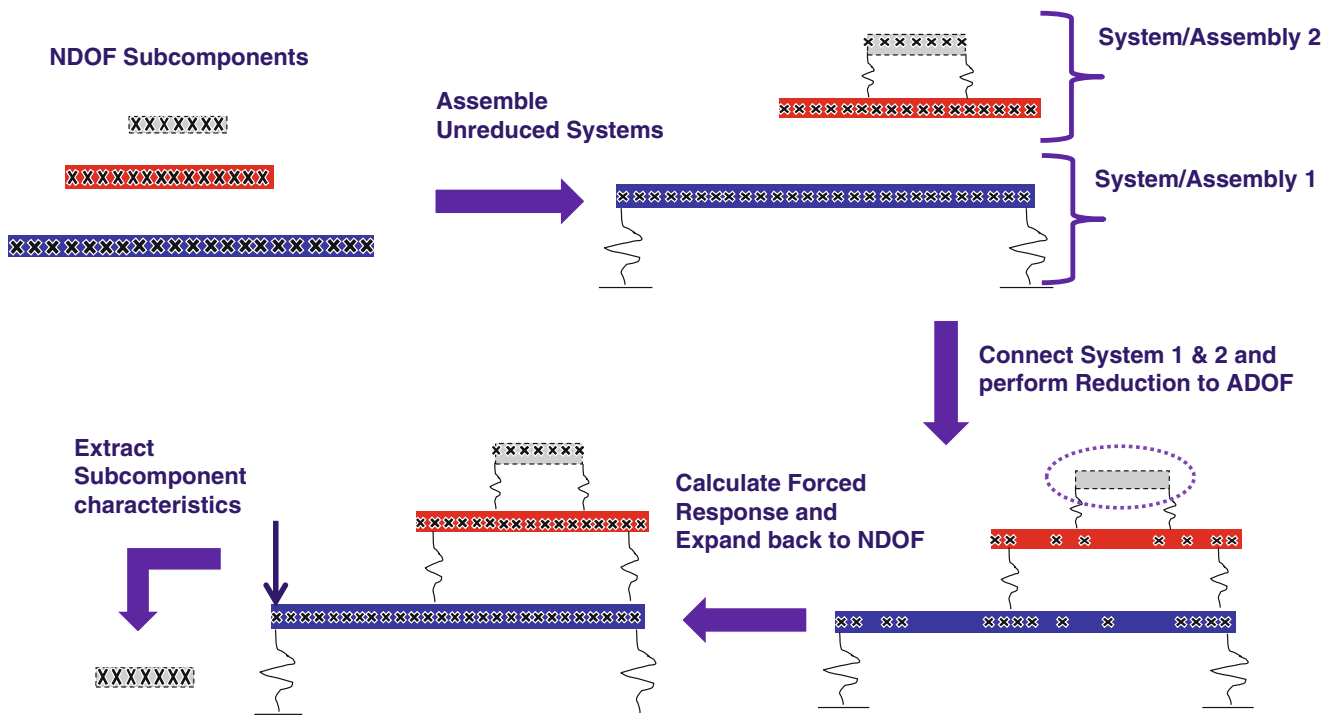 NDOF Subcomponents
Assemble
Unreduced Systems
System/Assembly 2
System/Assembly 1
Connect System 1 & 2 and
perform Reduction to ADOF
Calculate Forced
Response and
Expand back to NDOF
Extract
Subcomponent
characteristics